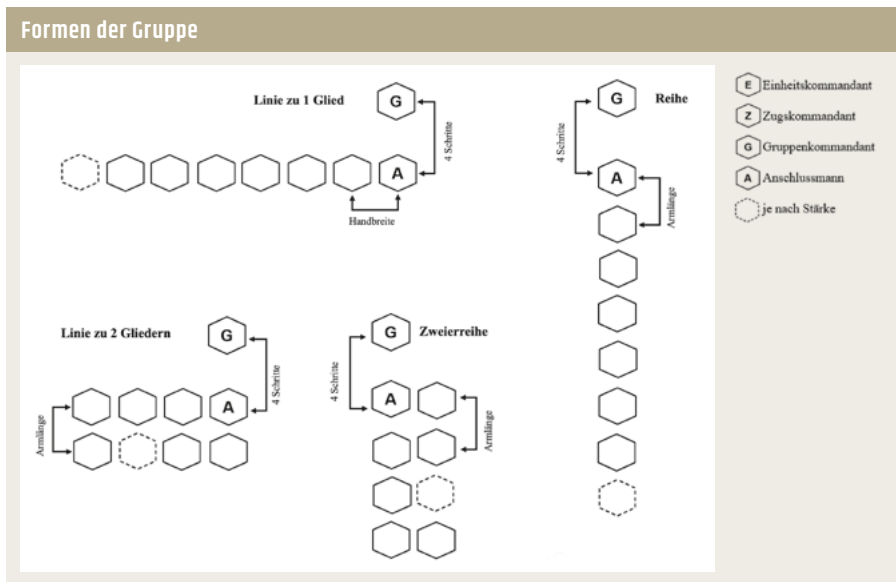 Formen der Gruppe
Linie zu 1 Glied
G
4 Schritte
A
Handbreite
G
Reihe
4 Schritte
A
Armlänge
E Einheitskommandant
Z Zugskommandant
G Gruppenkommandant
A Anschlussmann
je nach Stärke
Linie zu 2 Gliedern
G
4 Schritte
A
Armlänge
G
Zweierreihe
4 Schritte
A
Armlänge